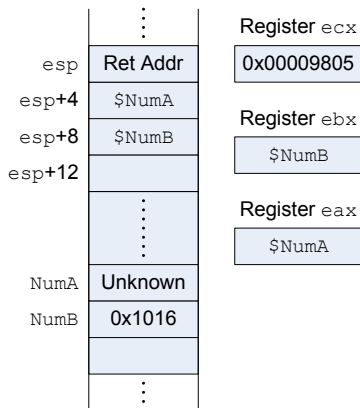 Register ecx
esp Ret Addr 0x00009805
esp+4 $NumA
Register ebx
esp+8 $NumB
$NumB
esp+12
Register eax
$NumA
NumA Unknown
NumB 0x1016